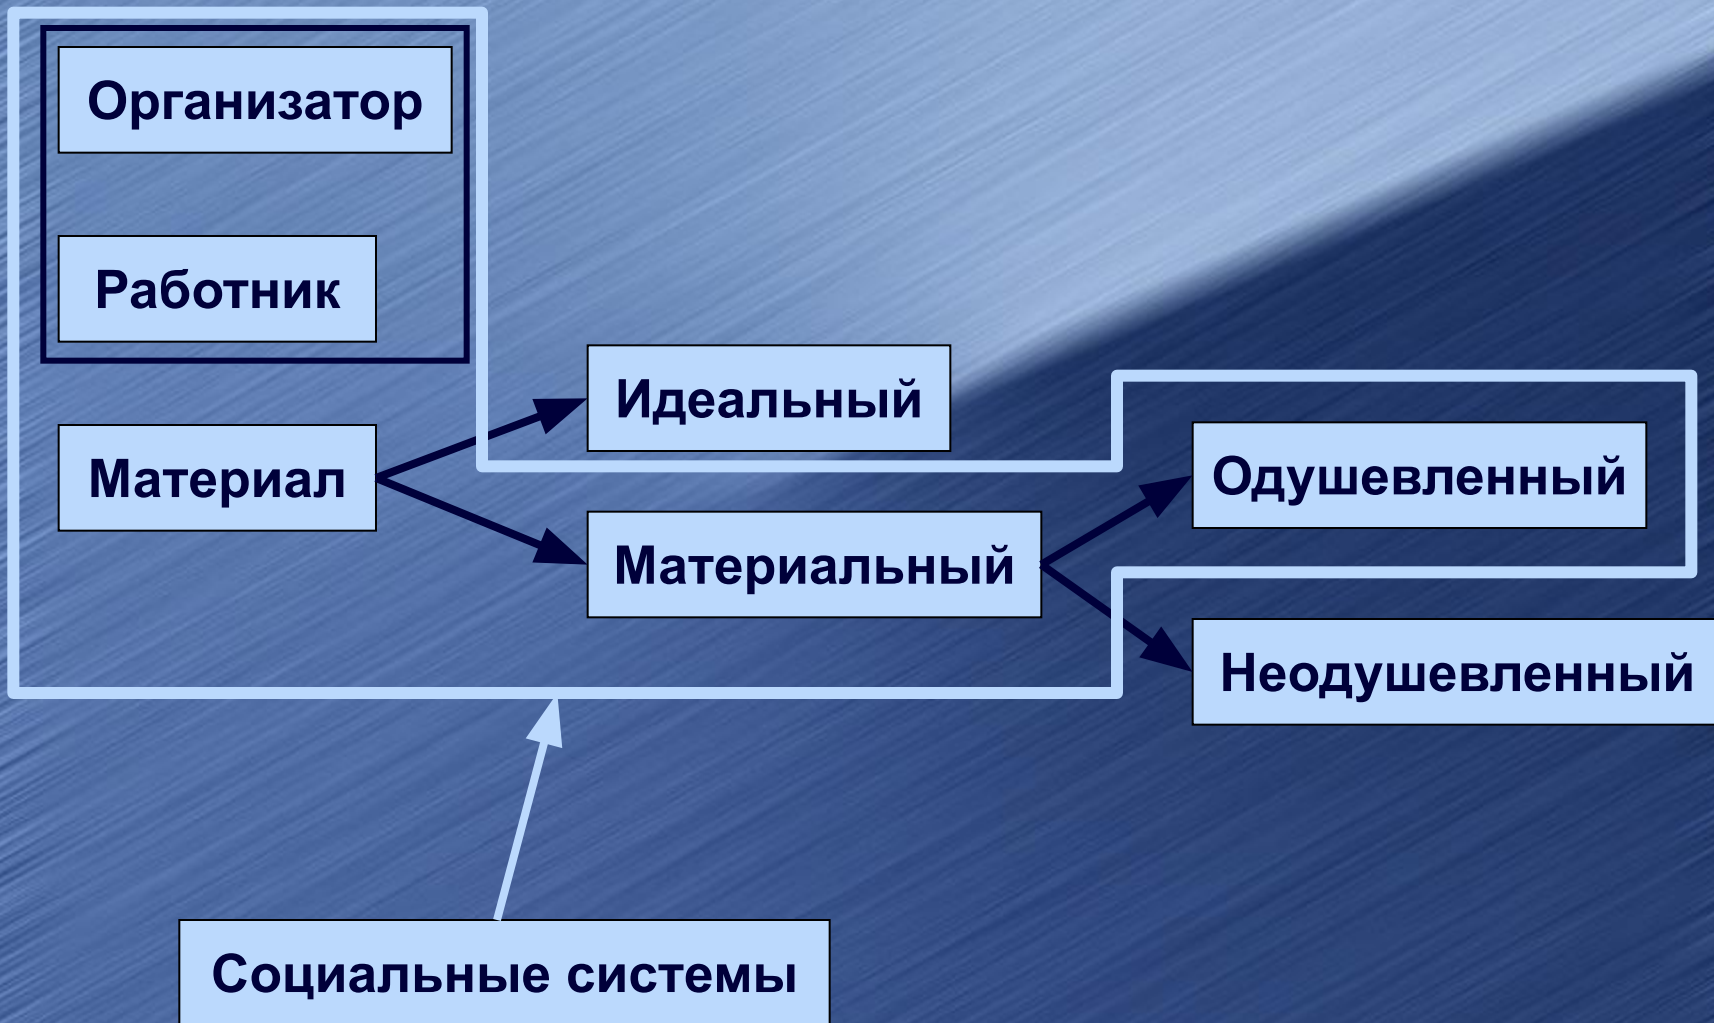 Организатор
Работник
Материал
Идеальный
Материальный
Одушевленный
Неодушевленный
Социальные системы